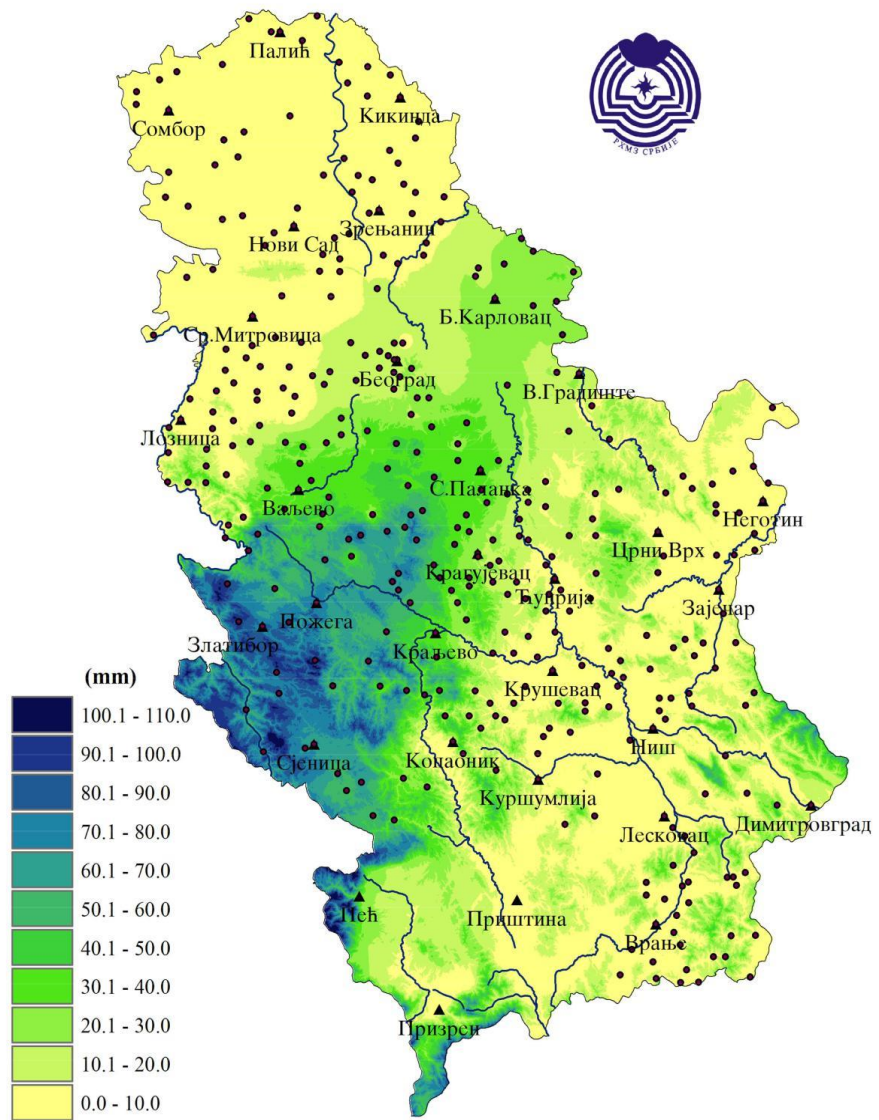 Палић
Кикинда
Сомбор
РХМЗ СРБИЈЕ
Зрењанин
Нови Сад
Б.Карловац
Ср.Митровица
Београд
В.Градиште
Лозница
С.Паланка
Ваљево
Неготин
Црни Врх
Крагујевац
Ћуприја
Зајечар
Пожега
Златибор
Краљево
(mm)
Крушевац
100.1 - 110.0
90.1 - 100.0
Ниш
Копаоник
Сјеница
80.1 - 90.0
Куршумлија
70.1 - 80.0
Димитровград
Лесковац
60.1 - 70.0
50.1 - 60.0
Пећ
Приштина
40.1 - 50.0
Врање
30.1 - 40.0
20.1 - 30.0
Призрен
10.1 - 20.0
0.0 - 10.0